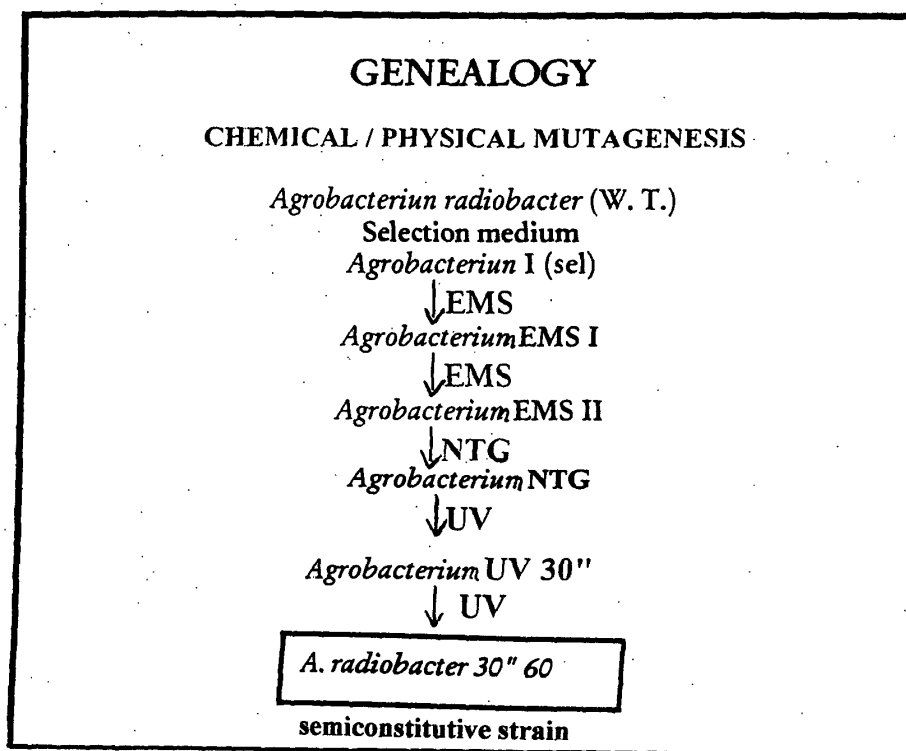 GENEALOGY
CHEMICAL / PHYSICAL MUTAGENESIS
Agrobacteriun radiobacter (W. T.)
Selection medium
Agrobacteriun I (sel)
EMS
Agrobacterium EMS I
EMS
Agrobacterium EMS II
NTG
Agrobacterium NTG
UV
Agrobacterium UV 30"
UV
A. radiobacter 30" 60
semiconstitutive strain